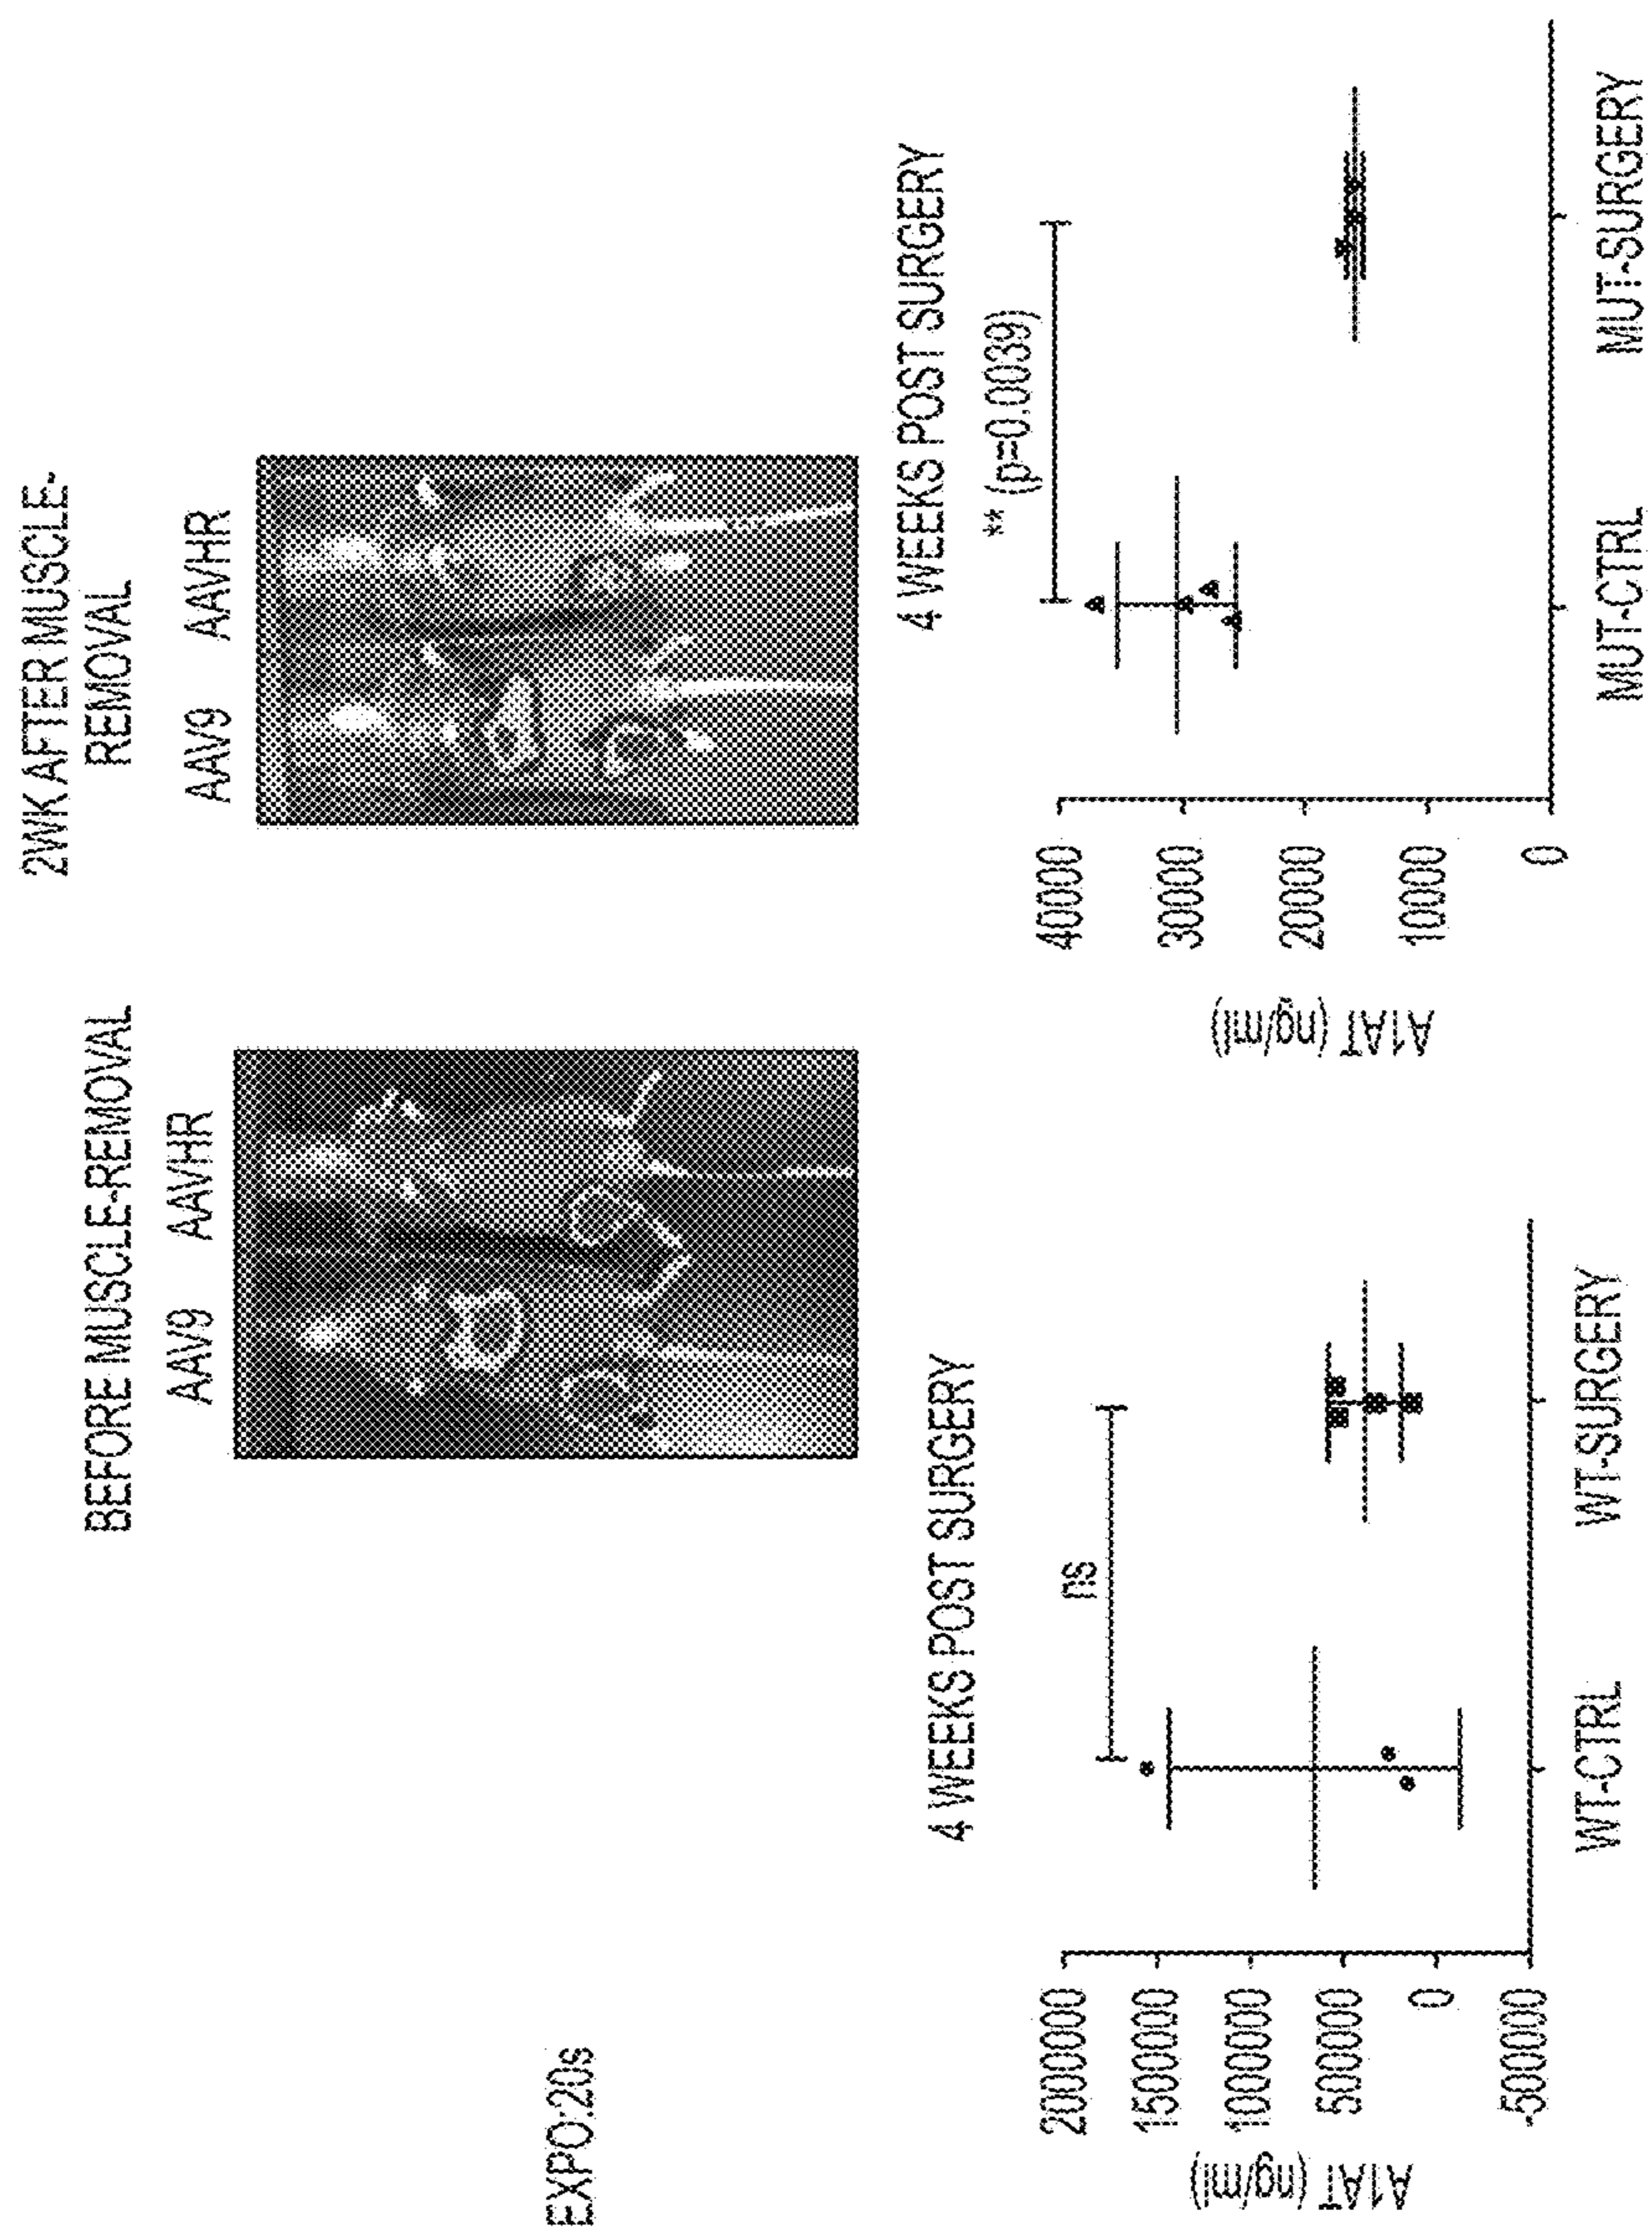 BEFORE MUSCLE-REMOVAL
AAV9 AAVHR
2WK AFTER MUSCLE-
REMOVAL
AAV9 AAVHR
EXPO:20s
4 WEEKS POST SURGERY
ns
A1AT (ng/ml)
2000000
1500000
1000000
500000
0
-500000
WT-CTRL
WT-SURGERY
4 WEEKS POST SURGERY
** (p=0.0039)
A1AT (ng/ml)
40000
30000
20000
10000
0
MUT-CTRL
MUT-SURGERY